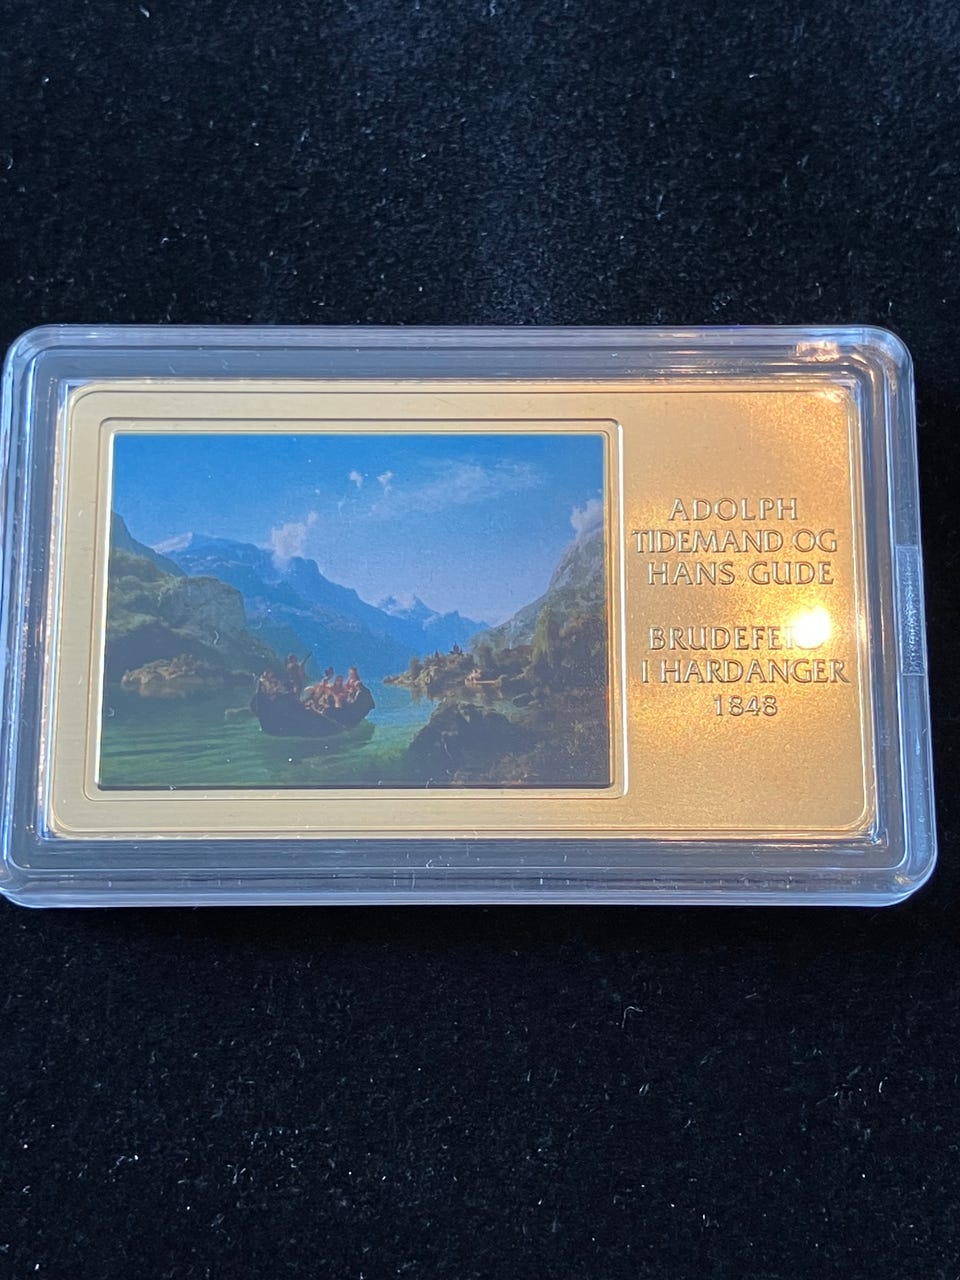 ADOLPH
TIDEMAND OG
HANS GUDE
I HARDANGER
1848